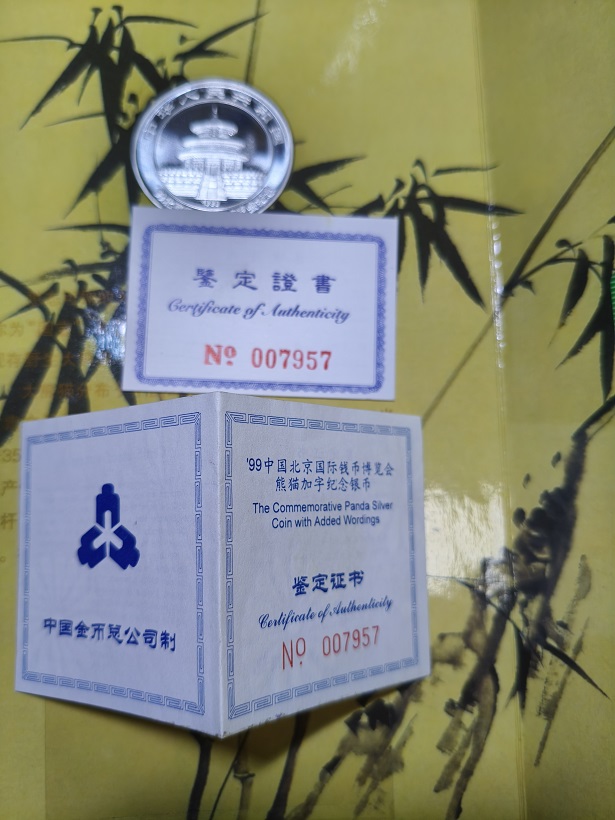 鑒定證書
Certificate of Authenticity
No 007957
中国金币总公司制
'99中国北京国际钱币博览会
熊猫加字纪念银币
The Commemorative Panda Silver
Coin with Added Wordings
鉴定证书
Certificate of Authenticity
No 007957